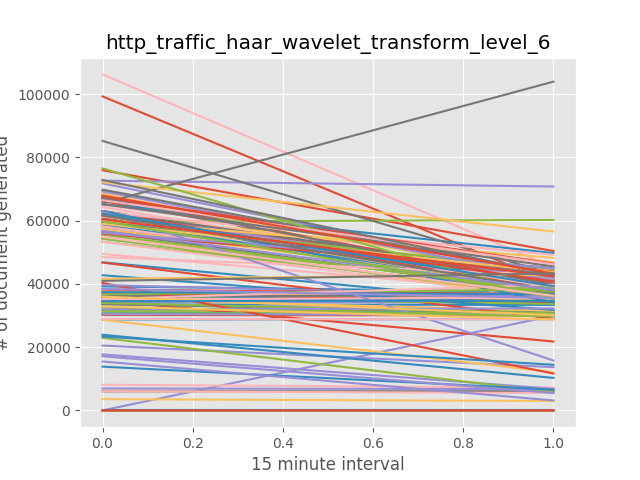 http_traffic_haar_wavelet_transform_level_6
100000
80000
60000
40000
20000
0
# of document generated
0.0 0.2 0.4 0.6 0.8 1.0
15 minute interval